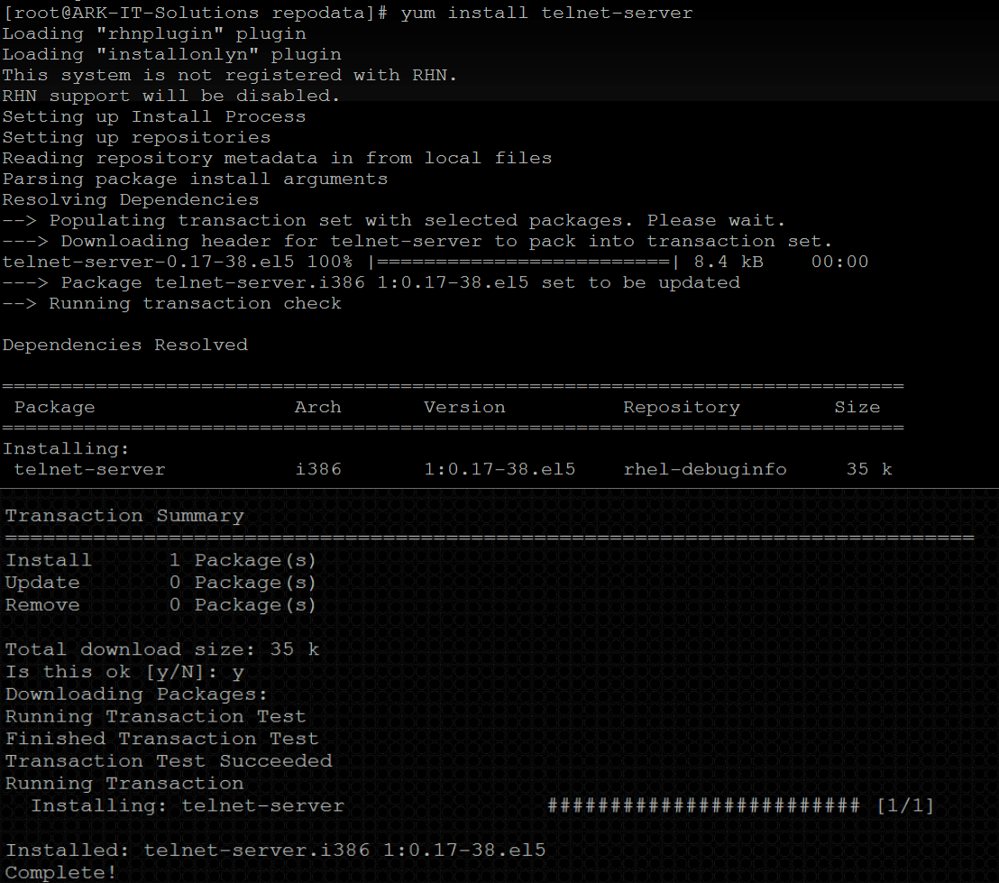 [root@ARK-IT-Solutions repodata]# yum install telnet-server
Loading "rhnplugin" plugin
Loading "installonlyn" plugin
This system is not registered with RHN.
RHN support will be disabled.
Setting up Install Process
Setting up repositories
Reading repository metadata in from local files
Parsing package install arguments
Resolving Dependencies
--> Populating transaction set with selected packages. Please wait.
---> Downloading header for telnet-server to pack into transaction set.
telnet-server-0.17-38.el5 100% |=========================| 8.4 kB    00:00
---> Package telnet-server.i386 1:0.17-38.el5 set to be updated
--> Running transaction check

Dependencies Resolved

=============================================================================
 Package                 Arch       Version          Repository        Size
=============================================================================
Installing:
 telnet-server           i386       1:0.17-38.el5    rhel-debuginfo     35 k

Transaction Summary
=============================================================================
Install      1 Package(s)
Update       0 Package(s)
Remove       0 Package(s)

Total download size: 35 k
Is this ok [y/N]: y
Downloading Packages:
Running Transaction Test
Finished Transaction Test
Transaction Test Succeeded
Running Transaction
  Installing: telnet-server                ######################### [1/1]

Installed: telnet-server.i386 1:0.17-38.el5
Complete!